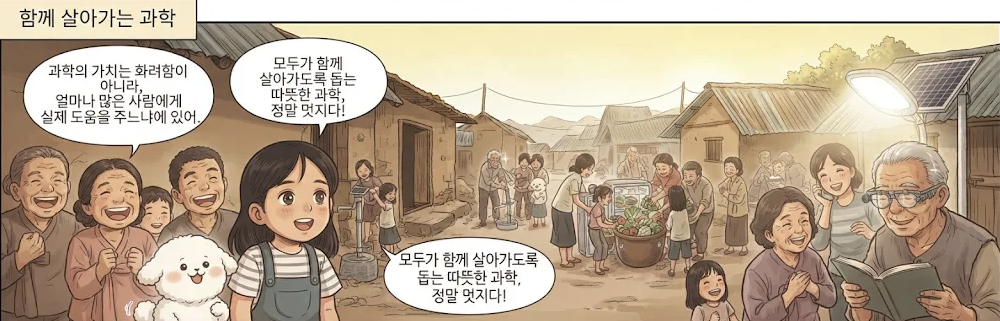 함께 살아가는 과학
과학의 가치는 화려함이
아니라,
얼마나 많은 사람에게
실제 도움을 주느냐에 있어.
모두가 함께
살아가도록 돕는
따뜻한 과학,
정말 멋지다!
모두가 함께 살아가도록
돕는 따뜻한 과학,
정말 멋지다!